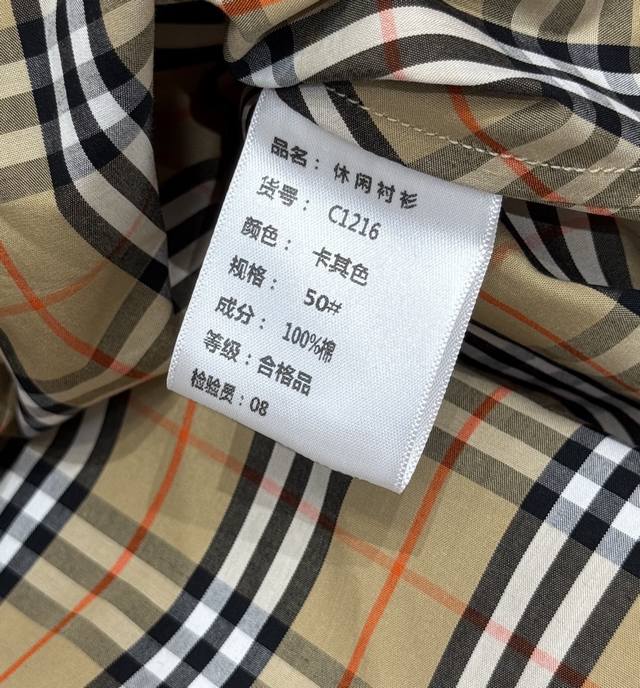 品名：休闲衬衫
货号：C1216
颜色：卡其色
规格：50#
成分：100%棉
等级：合格品
检验员：08